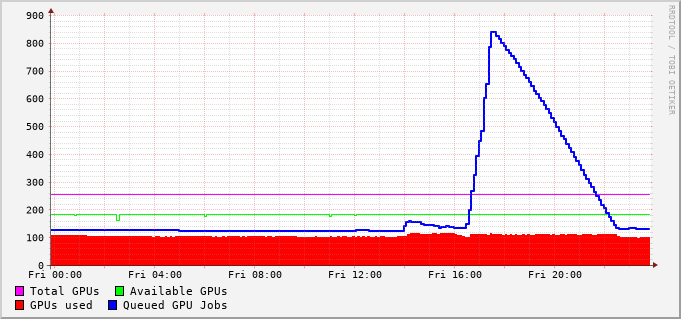 900
800
700
600
500
400
300
200
100
0
Fri 00:00 Fri 04:00 Fri 08:00 Fri 12:00 Fri 16:00 Fri 20:00
Total GPUs Available GPUs
GPUs used Queued GPU Jobs
RRDTOOL / TOBI OETIKER